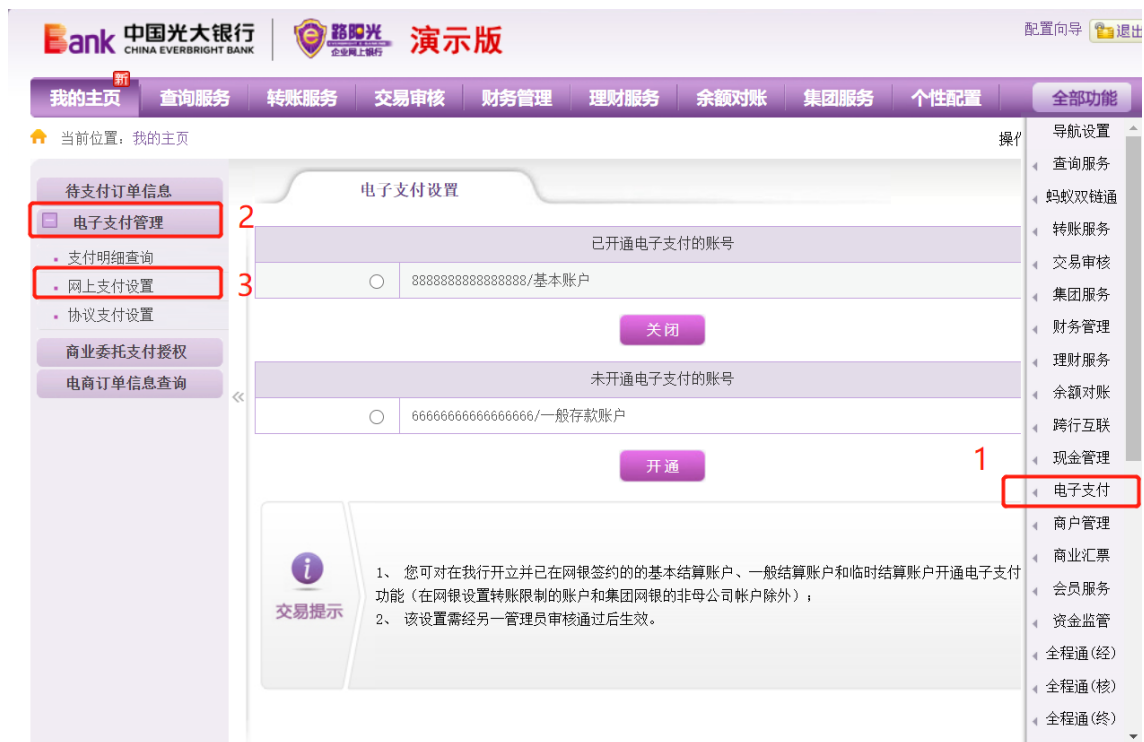 Bank 中国光大银行
CHINA EVERBRIGHT BANK
路阳光
企业网上银行
演示版
配置向导 退出
新
我的主页 查询服务 转账服务 交易审核 财务管理 理财服务 余额对账 集团服务 个性配置 全部功能
当前位置：我的主页
操作
待支付订单信息
电子支付管理
2
支付明细查询
网上支付设置
3
协议支付设置
商业委托支付授权
电商订单信息查询
«
电子支付设置
已开通电子支付的账号
8888888888888888/基本账户
关闭
未开通电子支付的账号
66666666666666666/一般存款账户
开通
交易提示
1、 您可对在我行开立并已在网银签约的的基本结算账户、一般结算账户和临时结算账户开通电子支付
功能（在网银设置转账限制的账户和集团网银的非母公司帐户除外）；
2、 该设置需经另一管理员审核通过后生效。
导航设置
查询服务
蚂蚁双链通
转账服务
交易审核
集团服务
财务管理
理财服务
余额对账
跨行互联
现金管理
1
电子支付
商户管理
商业汇票
会员服务
资金监管
全程通(经)
全程通(核)
全程通(终)